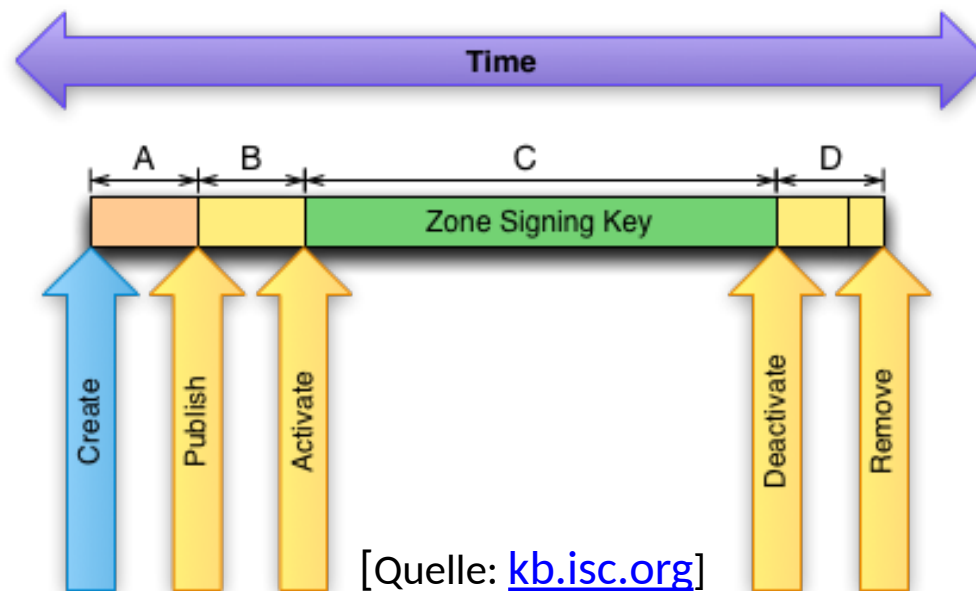 Time
A B C D
Zone Signing Key
Create
Publish
Activate
Deactivate
Remove
[Quelle: kb.isc.org]